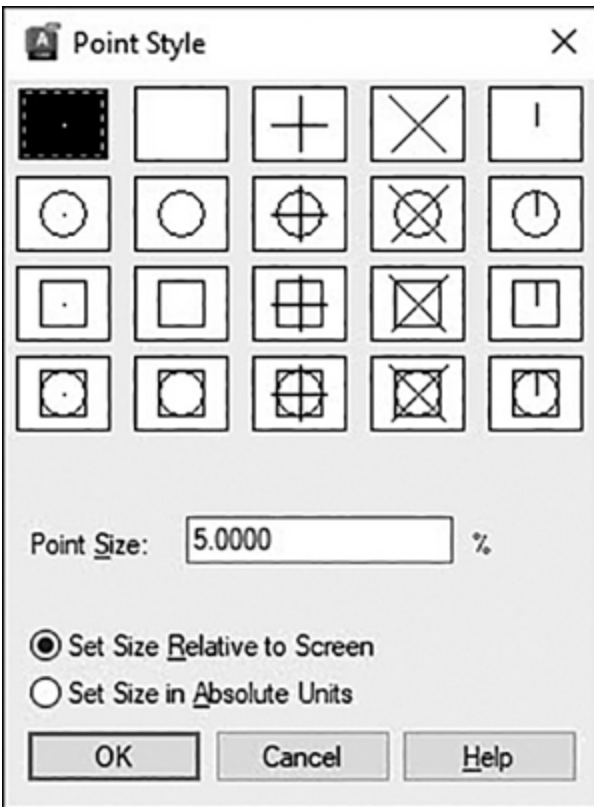 Point Style
Point Size: 5.0000 %
Set Size Relative to Screen
Set Size in Absolute Units
OK Cancel Help